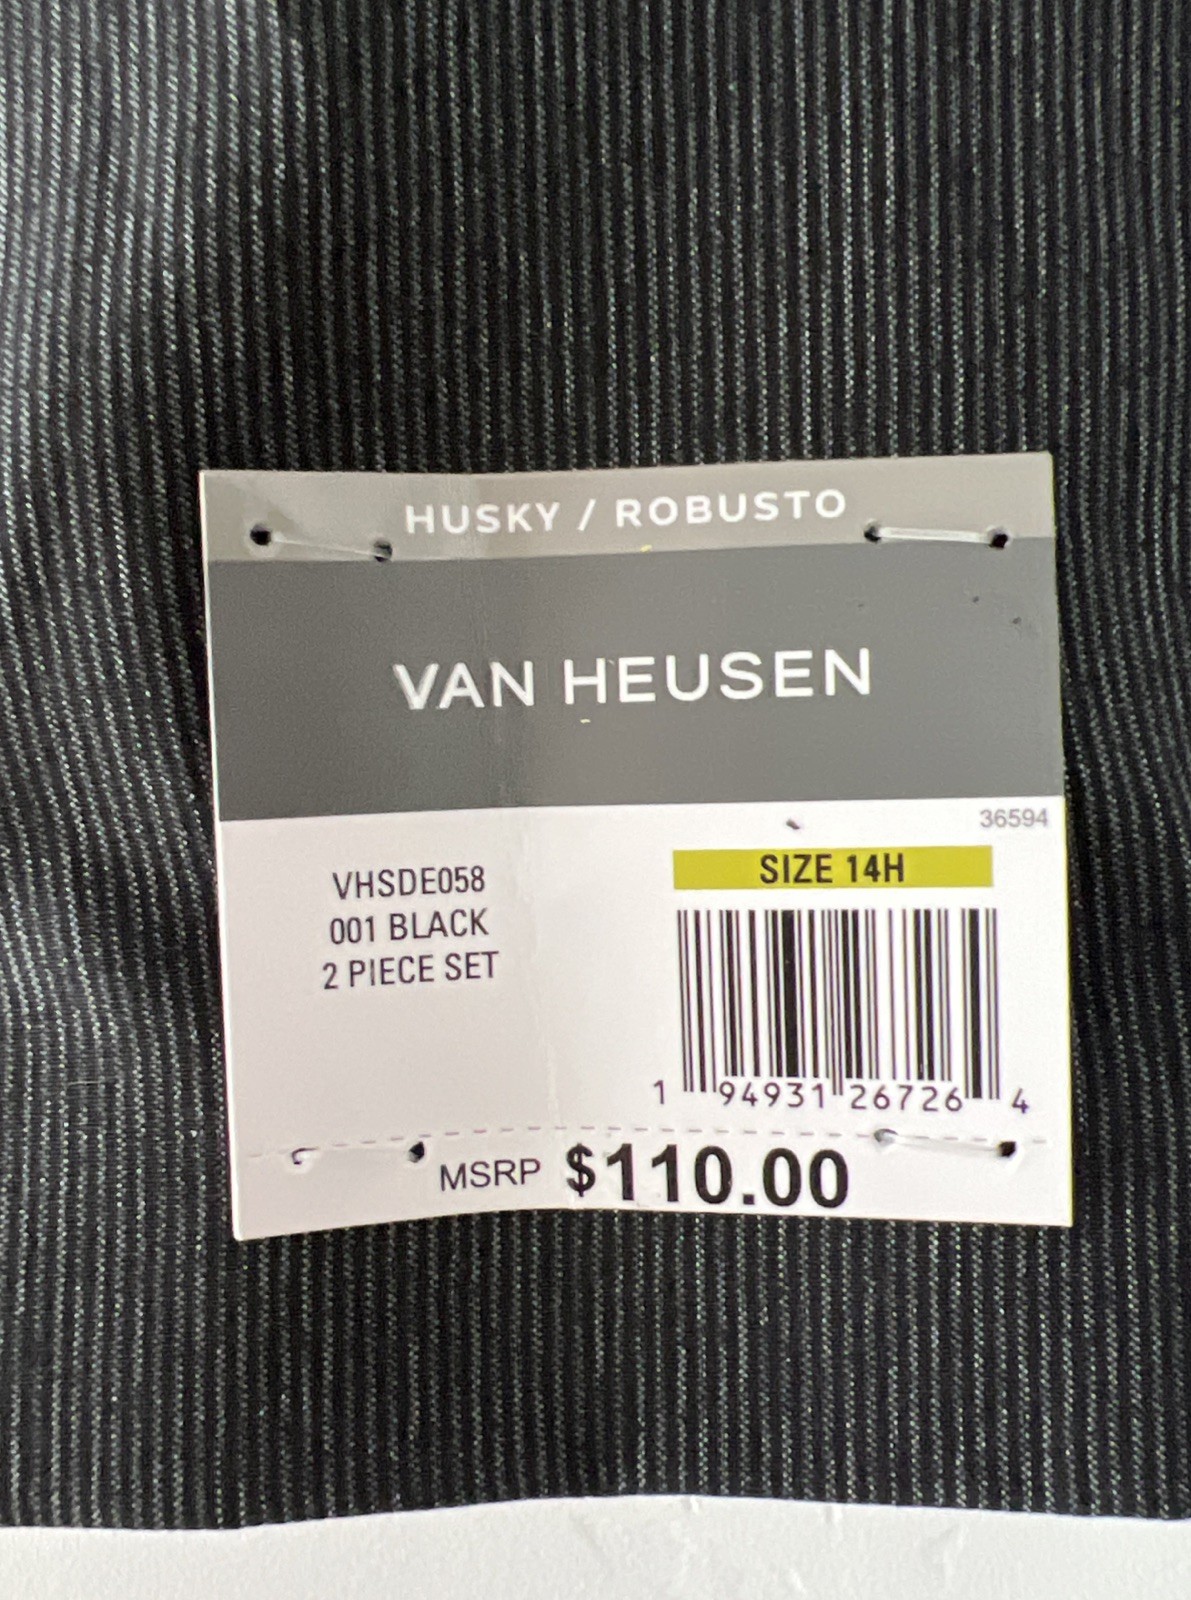 HUSKY / ROBUSTO
VAN HEUSEN
36594
VHSDE058
001 BLACK
2 PIECE SET
SIZE 14H
1 94931 26726 4
MSRP $110.00